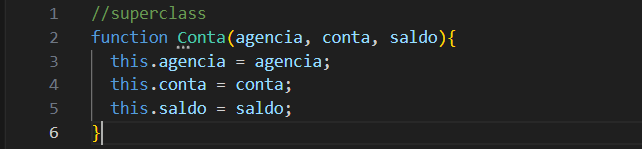 1 //superclass
2 function Conta(agencia, conta, saldo){
3   this.agencia = agencia;
4   this.conta = conta;
5   this.saldo = saldo;
6 }